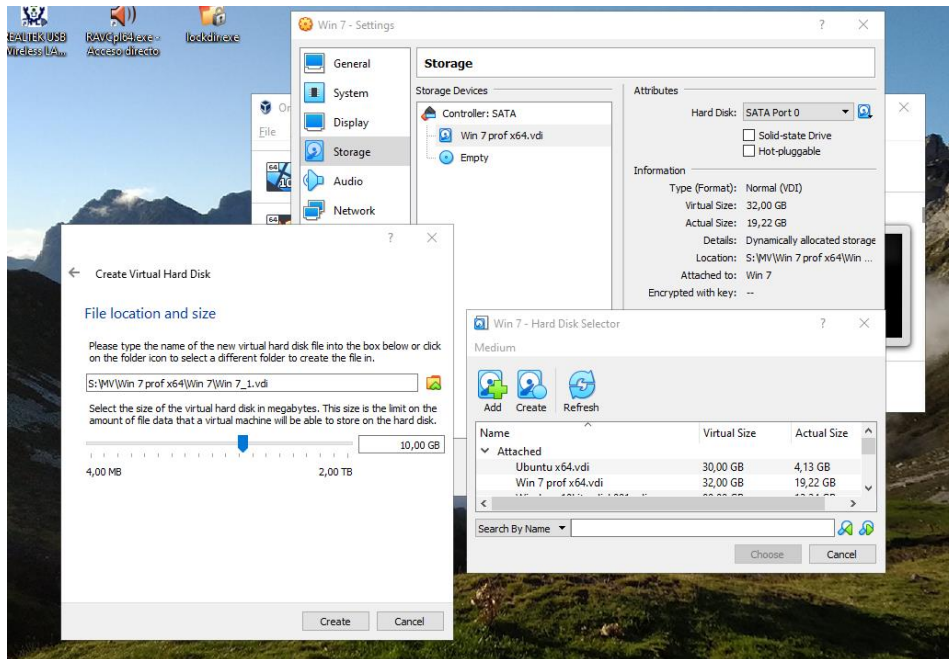 REALTEK USB
Wireless LA...
RAVCpl64.exe -
Acceso directo
lockdir.exe
Win 7 - Settings
?
General
System
Display
Storage
Audio
Network
Storage
Storage Devices
Controller: SATA
Win 7 prof x64.vdi
Empty
Attributes
Hard Disk:
SATA Port 0
Solid-state Drive
Hot-pluggable
Information
Type (Format): Normal (VDI)
Virtual Size: 32,00 GB
Actual Size: 19,22 GB
Details: Dynamically allocated storage
Location: S:\MV\Win 7 prof x64\Win ...
Attached to: Win 7
Encrypted with key: --
File
64
10
64
?
Create Virtual Hard Disk
File location and size
Please type the name of the new virtual hard disk file into the box below or click
on the folder icon to select a different folder to create the file in.
S:\MV\Win 7 prof x64\Win 7\Win 7_1.vdi
Select the size of the virtual hard disk in megabytes. This size is the limit on the
amount of file data that a virtual machine will be able to store on the hard disk.
10,00 GB
4,00 MB
2,00 TB
Create
Cancel
Win 7 - Hard Disk Selector
?
Medium
Add
Create
Refresh
Name
Virtual Size
Actual Size
Attached
Ubuntu x64.vdi 30,00 GB 4,13 GB
Win 7 prof x64.vdi 32,00 GB 19,22 GB
Search By Name
Choose
Cancel